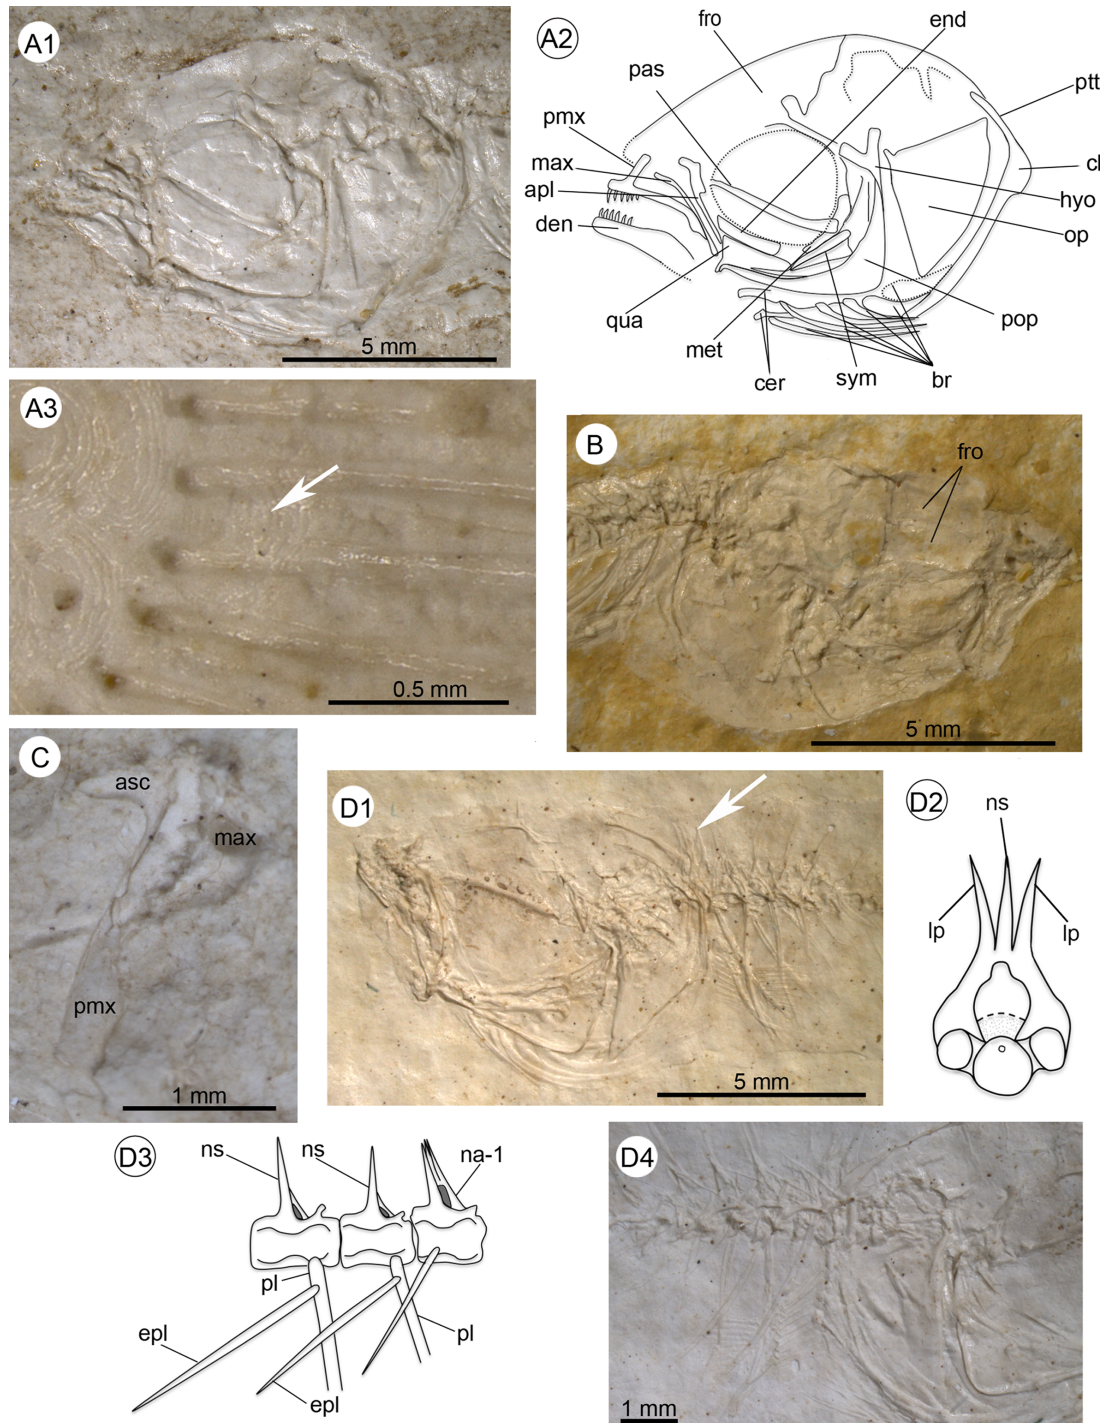 A1
5 mm
A2
fro
end
pas
ptt
pmx
max
cl
apl
hyo
den
op
qua
pop
met
cer
sym
br
A3
0.5 mm
B
fro
5 mm
C
asc
max
pmx
1 mm
D1
5 mm
D2
ns
lp
lp
D3
ns
ns
na-1
pl
pl
epl
epl
D4
1 mm